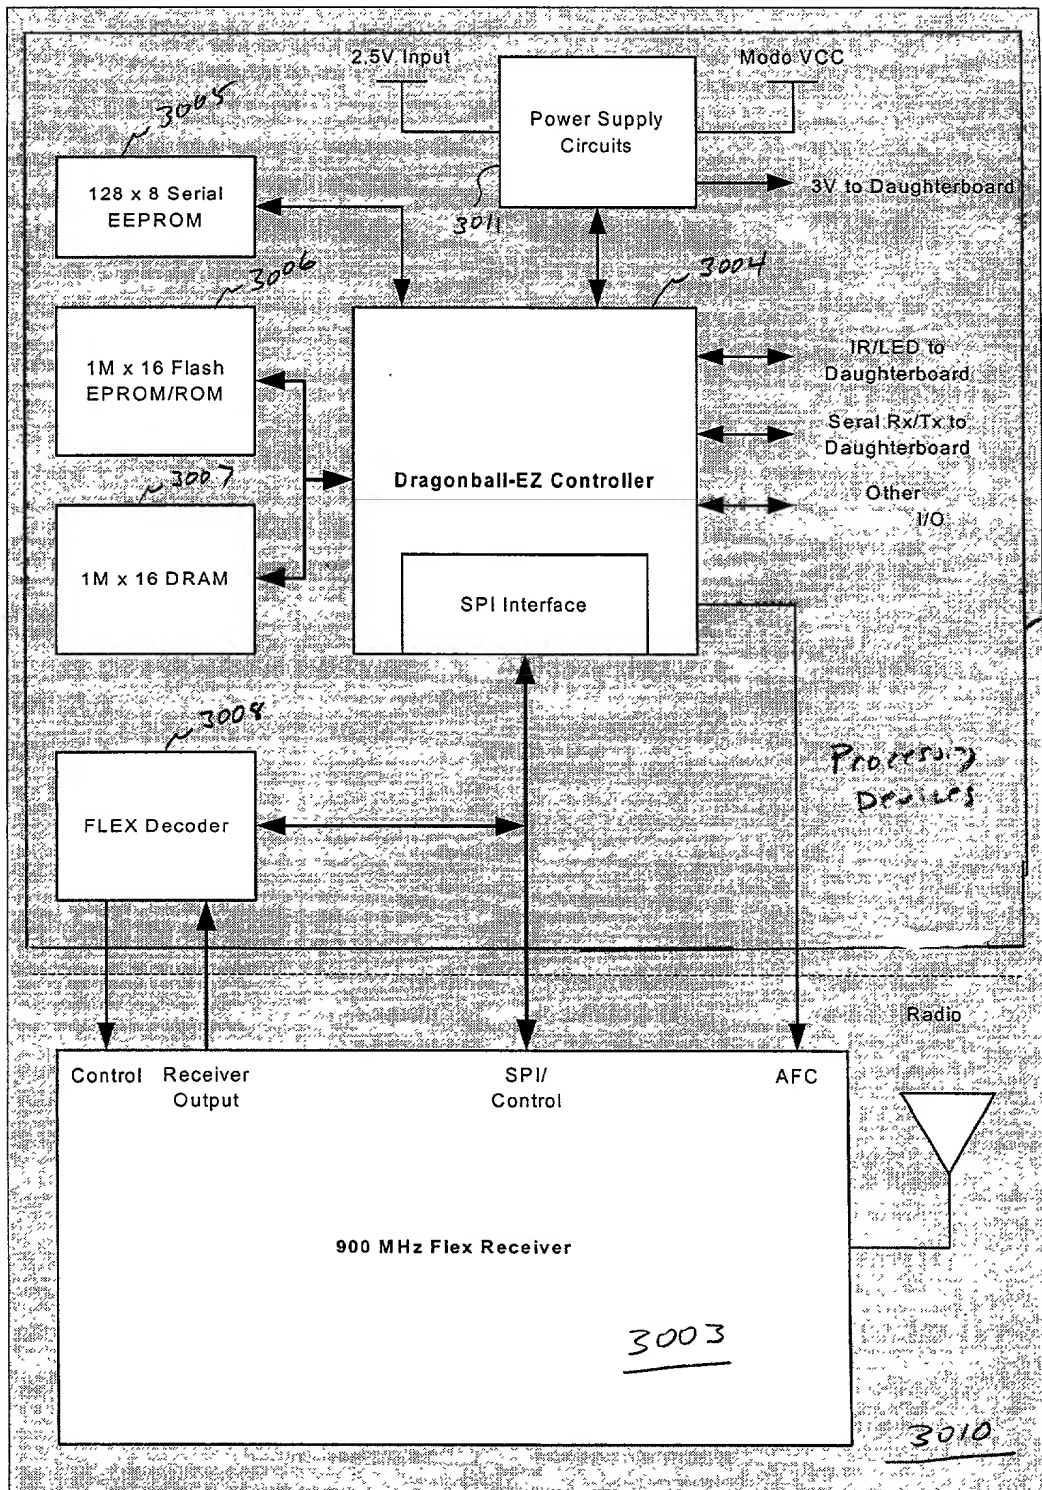 2.5V Input
Modo VCC
3005
Power Supply
Circuits
128 x 8 Serial
EEPROM
3V to Daughterboard
3011
3006
3004
1M x 16 Flash
EPROM/ROM
IR/LED to
Daughterboard
Seral Rx/Tx to
Daughterboard
3007
Dragonball-EZ Controller
Other
I/O
1M x 16 DRAM
SPI Interface
3008
Processing
Devices
FLEX Decoder
Radio
Control
Receiver
Output
SPI/
Control
AFC
900 MHz Flex Receiver
3003
3010